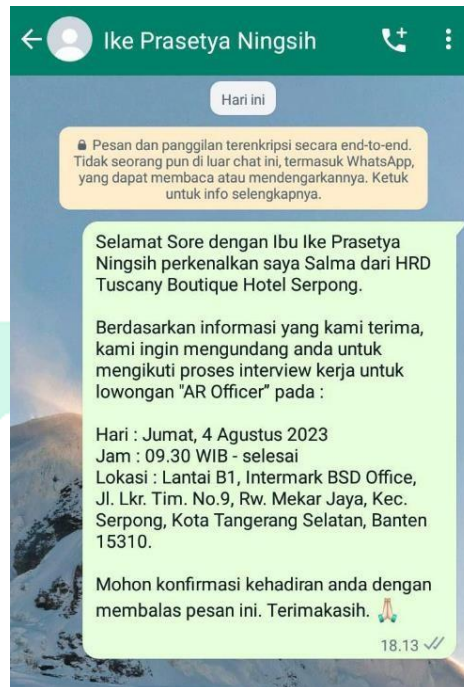 Ike Prasetya Ningsih
Hari ini
Pesan dan panggilan terenkripsi secara end-to-end.
Tidak seorang pun di luar chat ini, termasuk WhatsApp,
yang dapat membaca atau mendengarkannya. Ketuk
untuk info selengkapnya.
Selamat Sore dengan Ibu Ike Prasetya
Ningsih perkenalkan saya Salma dari HRD
Tuscany Boutique Hotel Serpong.
Berdasarkan informasi yang kami terima,
kami ingin mengundang anda untuk
mengikuti proses interview kerja untuk
lowongan "AR Officer" pada :
Hari : Jumat, 4 Agustus 2023
Jam : 09.30 WIB - selesai
Lokasi : Lantai B1, Intermark BSD Office,
Jl. Lkr. Tim. No.9, Rw. Mekar Jaya, Kec.
Serpong, Kota Tangerang Selatan, Banten
15310.
Mohon konfirmasi kehadiran anda dengan
membalas pesan ini. Terimakasih. 🙏🏻
18.13